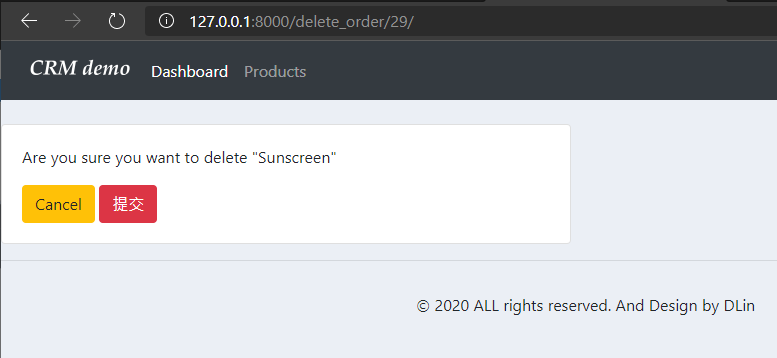 127.0.0.1:8000/delete_order/29/
CRM demo Dashboard Products
Are you sure you want to delete "Sunscreen"
Cancel 提交
© 2020 ALL rights reserved. And Design by DLin